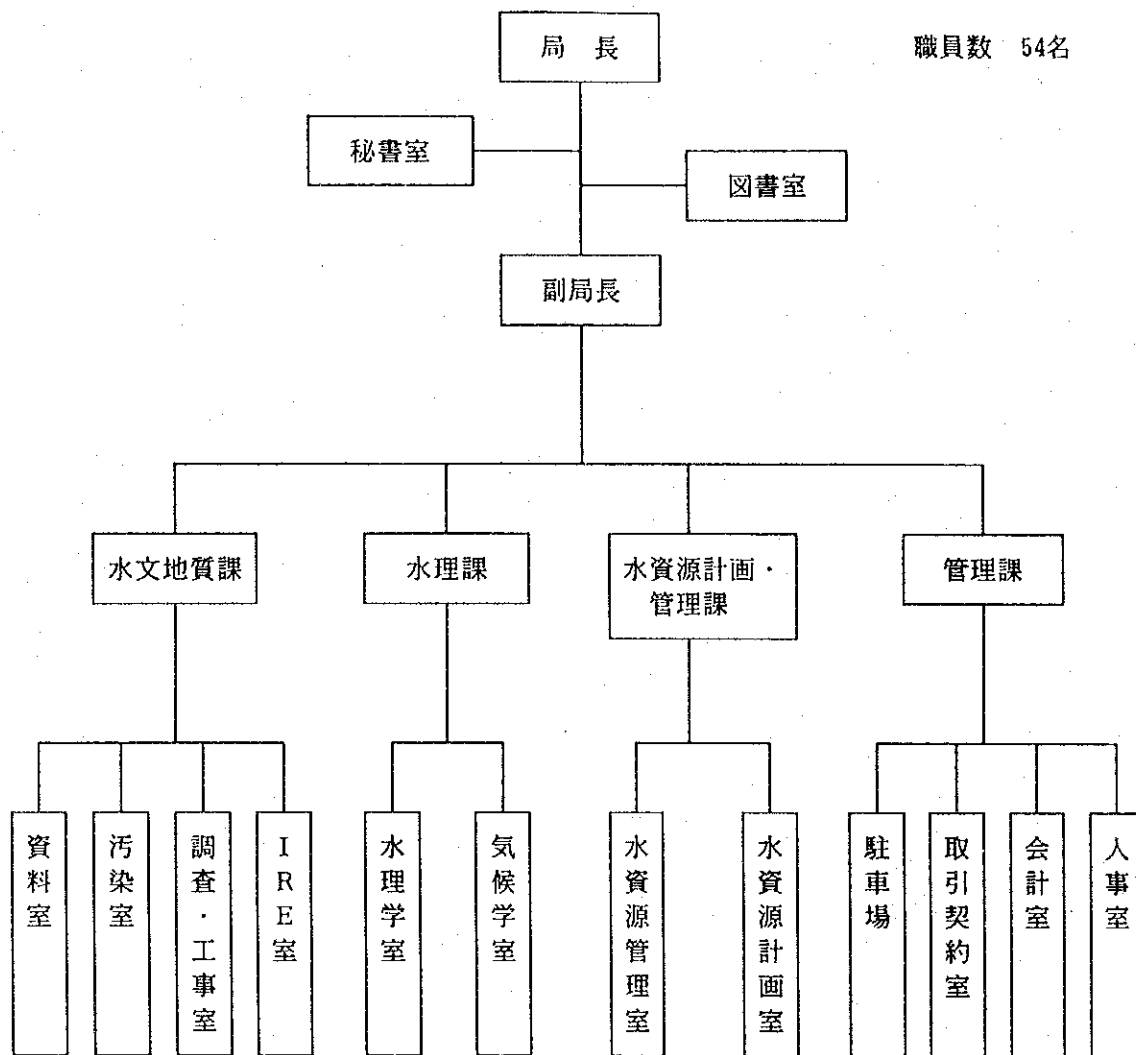 局 長
職員数 54名
秘書室
図書室
副局長
水文地質課
水理課
水資源計画・
管理課
管理課
資料室
汚染室
調査・工事室
IRE室
水理学室
気候学室
水資源管理室
水資源計画室
駐車場
取引契約室
会計室
人事室